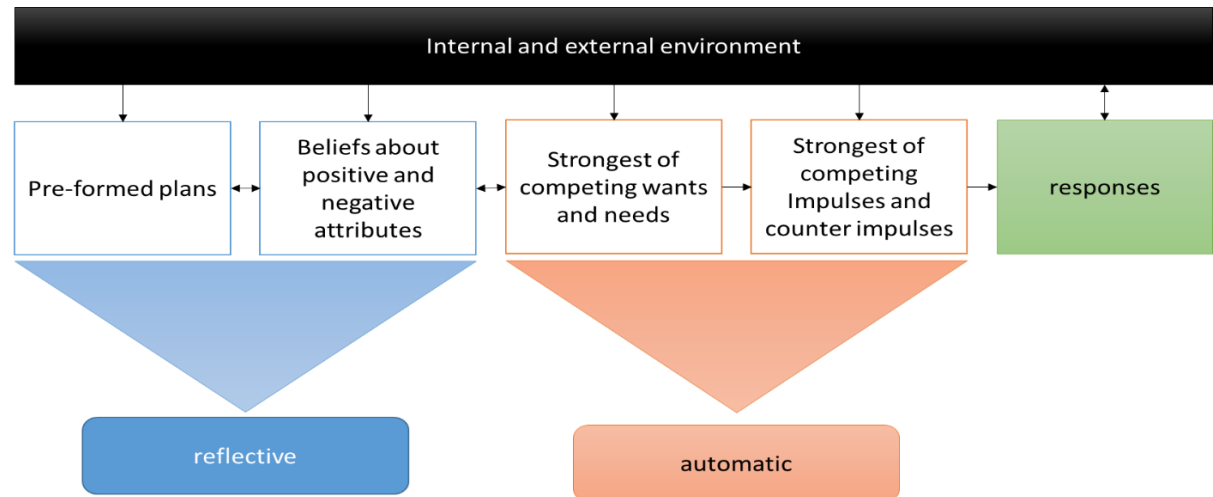 Internal and external environment
Pre-formed plans
Beliefs about
positive and
negative
attributes
Strongest of
competing wants
and needs
Strongest of
competing
Impulses and
counter impulses
responses
reflective
automatic